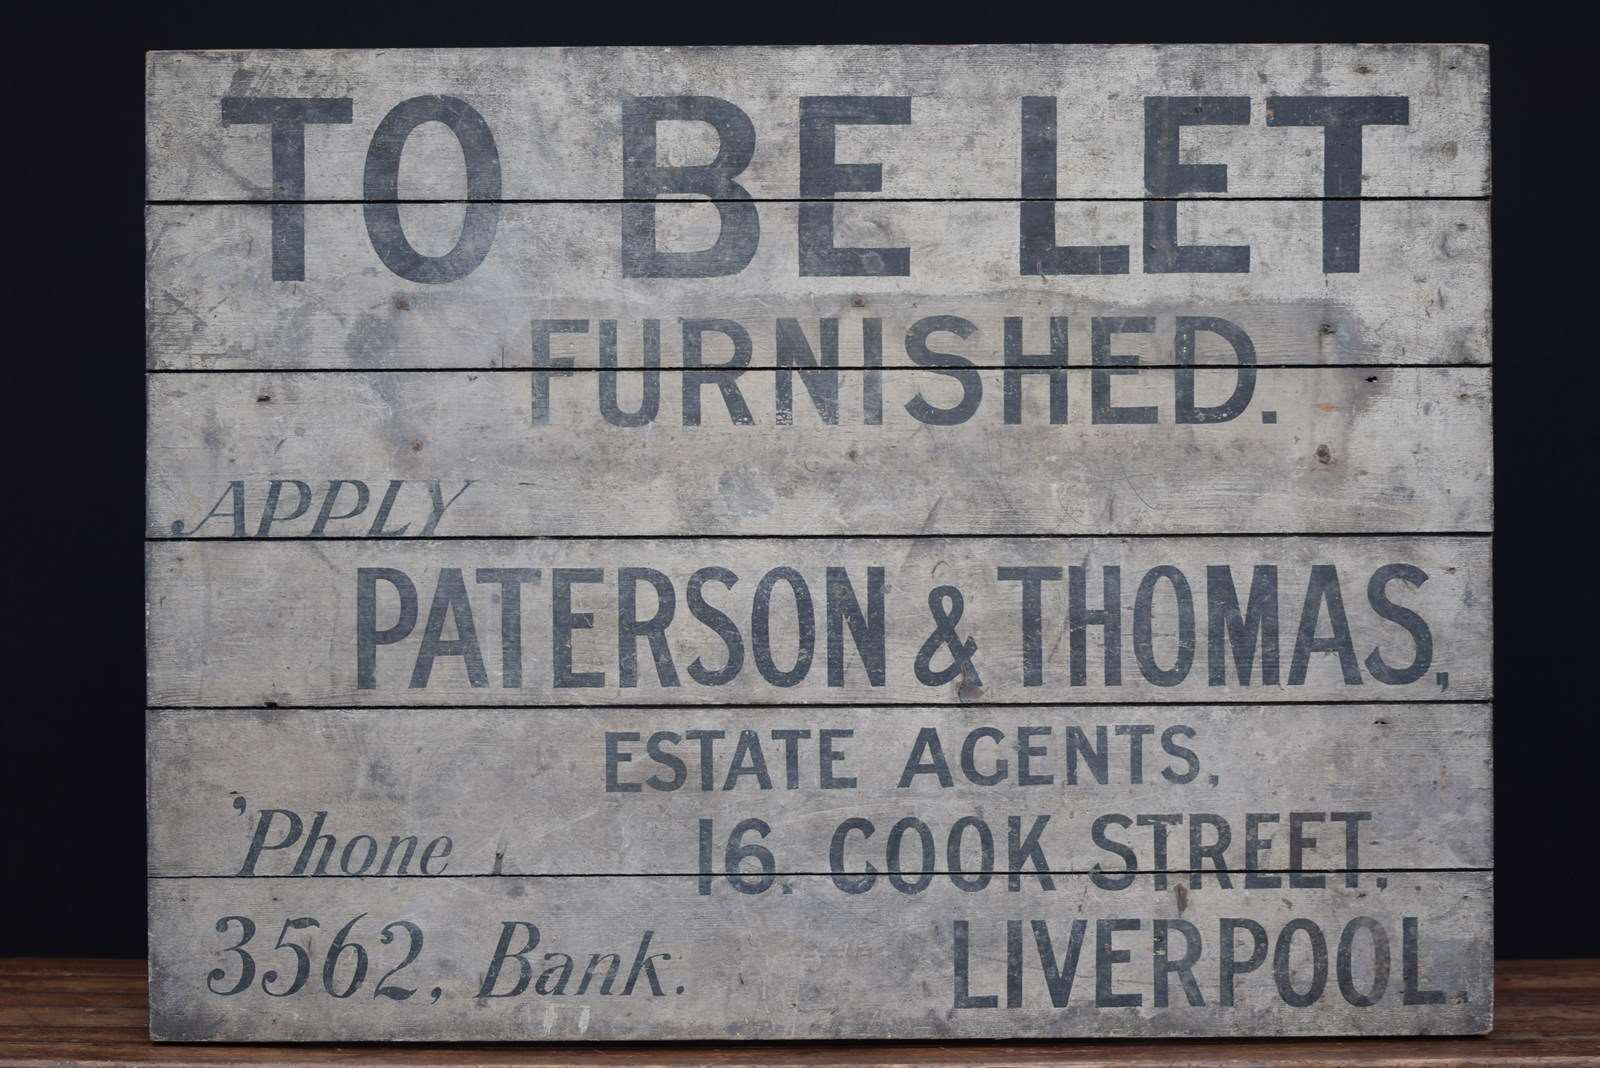 TO BE LET
FURNISHED.
APPLY
PATERSON & THOMAS,
ESTATE AGENTS,
'Phone 16. COOK STREET,
3562, Bank. LIVERPOOL.